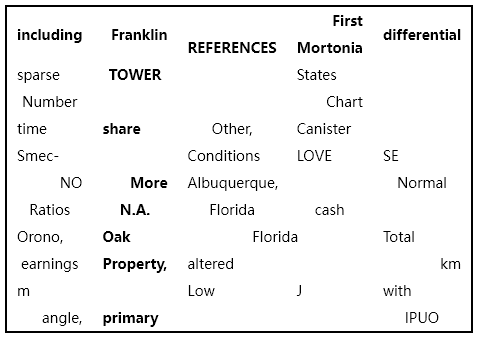 including Franklin REFERENCES First Mortonia differential
sparse TOWER States
Number Chart
time share Other, Canister
Smec- Conditions LOVE SE
NO More Albuquerque, Normal
Ratios N.A. Florida cash
Orono, Oak Florida Total
earnings Property, altered km
m Low J with
angle, primary IPUO